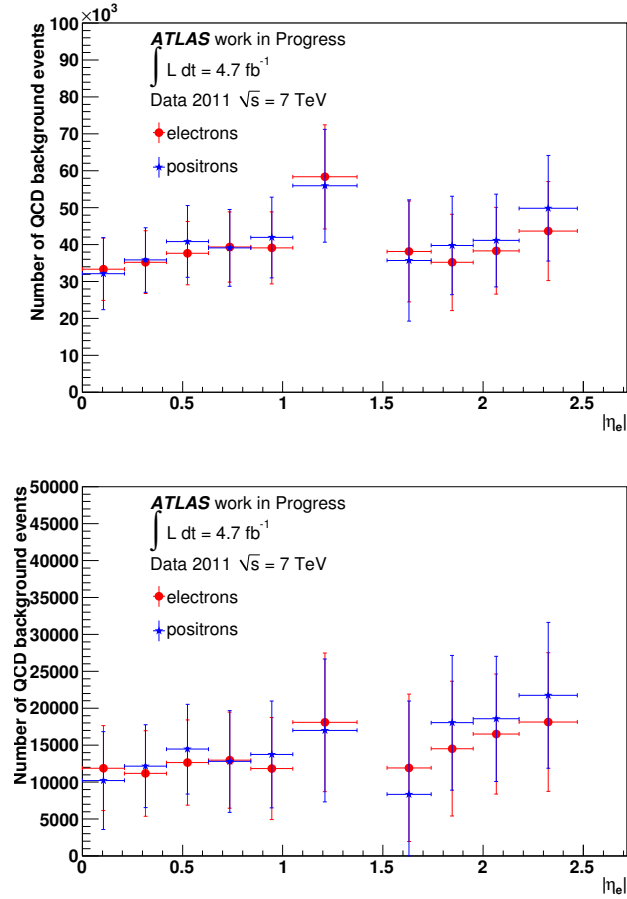 ×10³
100
90
80
70
60
50
40
30
20
10
0
Number of QCD background events
ATLAS work in Progress
∫ L dt = 4.7 fb⁻¹
Data 2011 √s = 7 TeV
electrons
positrons
0 0.5 1 1.5 2 2.5
|ηe|
50000
45000
40000
35000
30000
25000
20000
15000
10000
5000
0
Number of QCD background events
ATLAS work in Progress
∫ L dt = 4.7 fb⁻¹
Data 2011 √s = 7 TeV
electrons
positrons
0 0.5 1 1.5 2 2.5
|ηe|